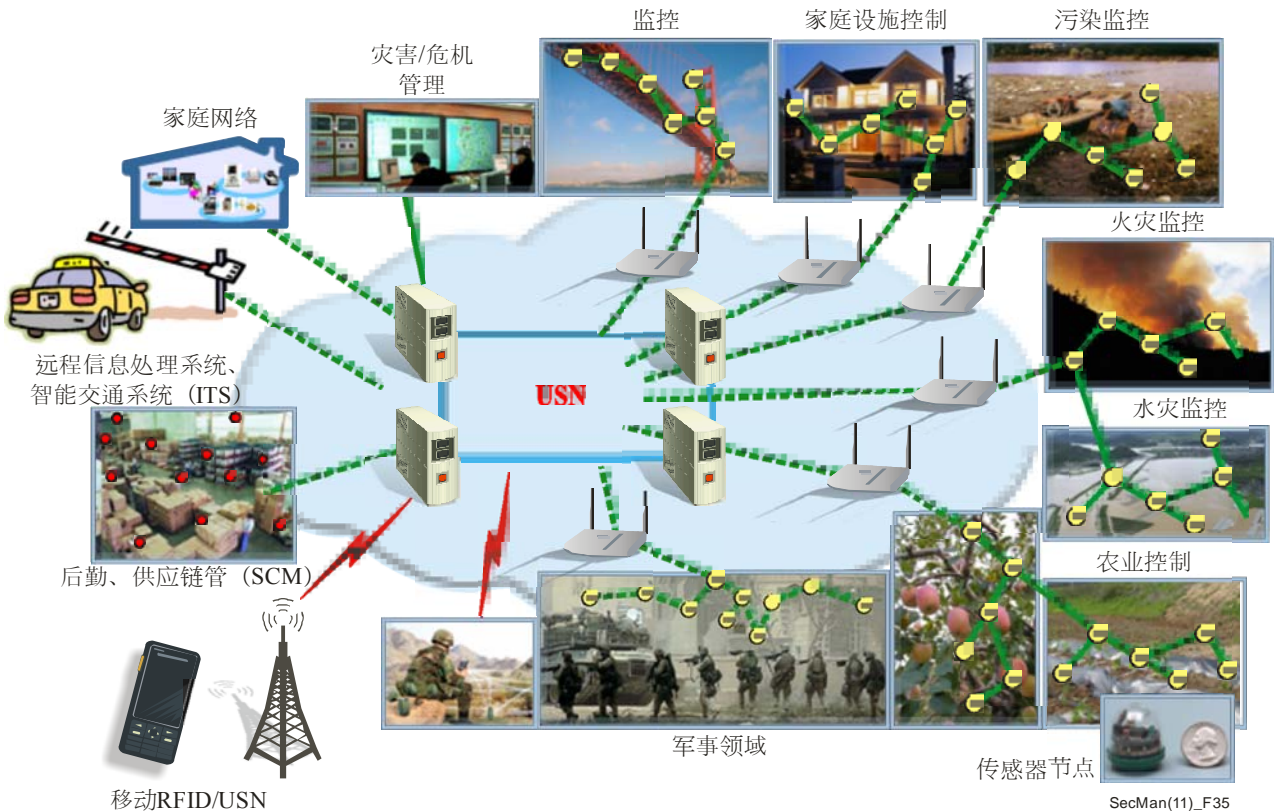 监控
家庭设施控制
污染监控
灾害/危机
管理
家庭网络
火灾监控
远程信息处理系统、
智能交通系统（ITS）
USN
水灾监控
后勤、供应链管（SCM）
农业控制
军事领域
传感器节点
移动RFID/USN
SecMan(11)_F35